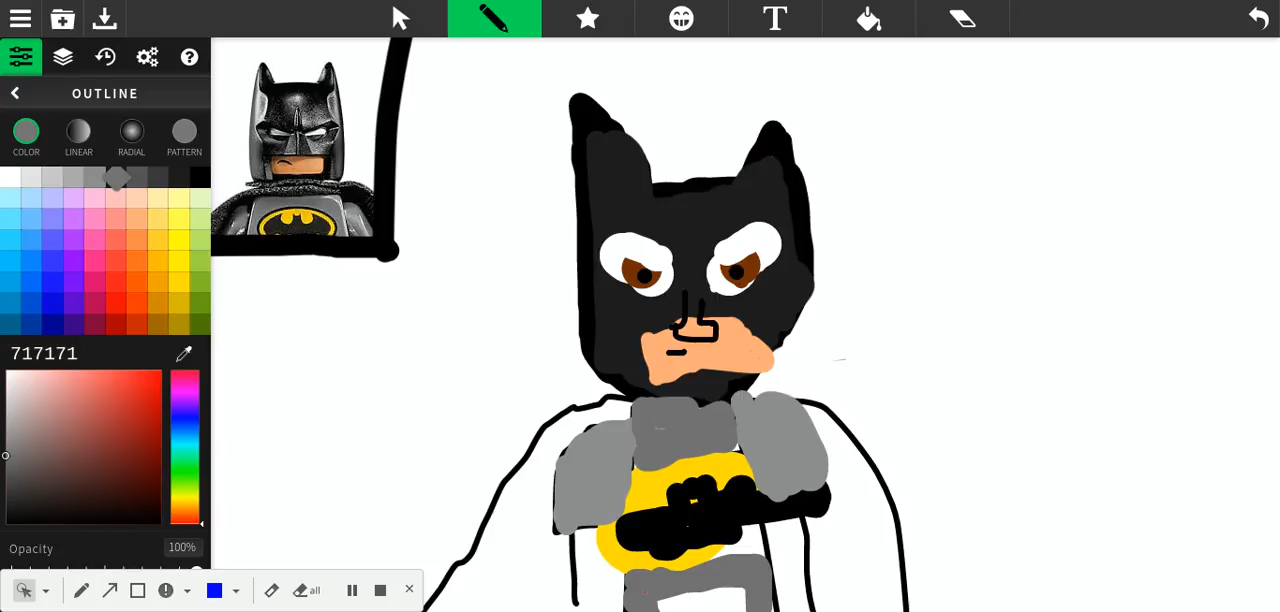 T
?
OUTLINE
COLOR LINEAR RADIAL PATTERN
717171
Opacity 100%
all